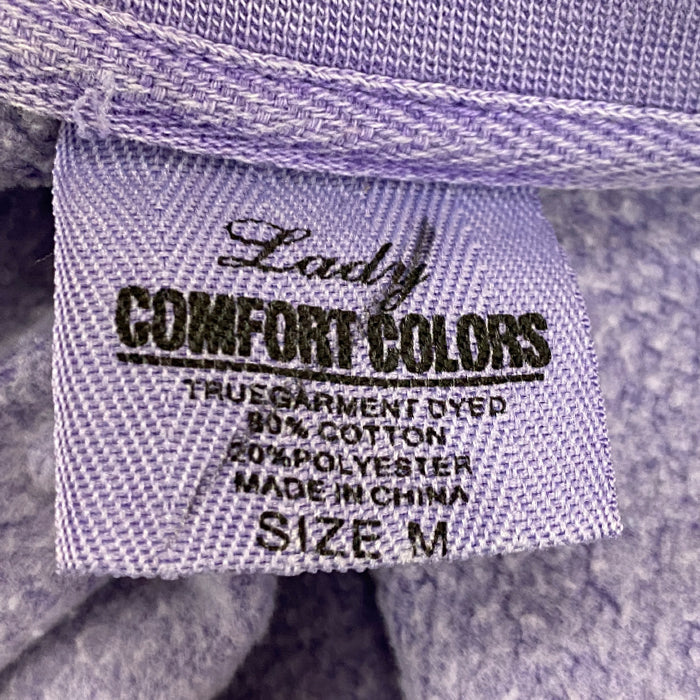 Lady
COMFORT COLORS
TRUE GARMENT DYED
80% COTTON
20% POLYESTER
MADE IN CHINA
SIZE M